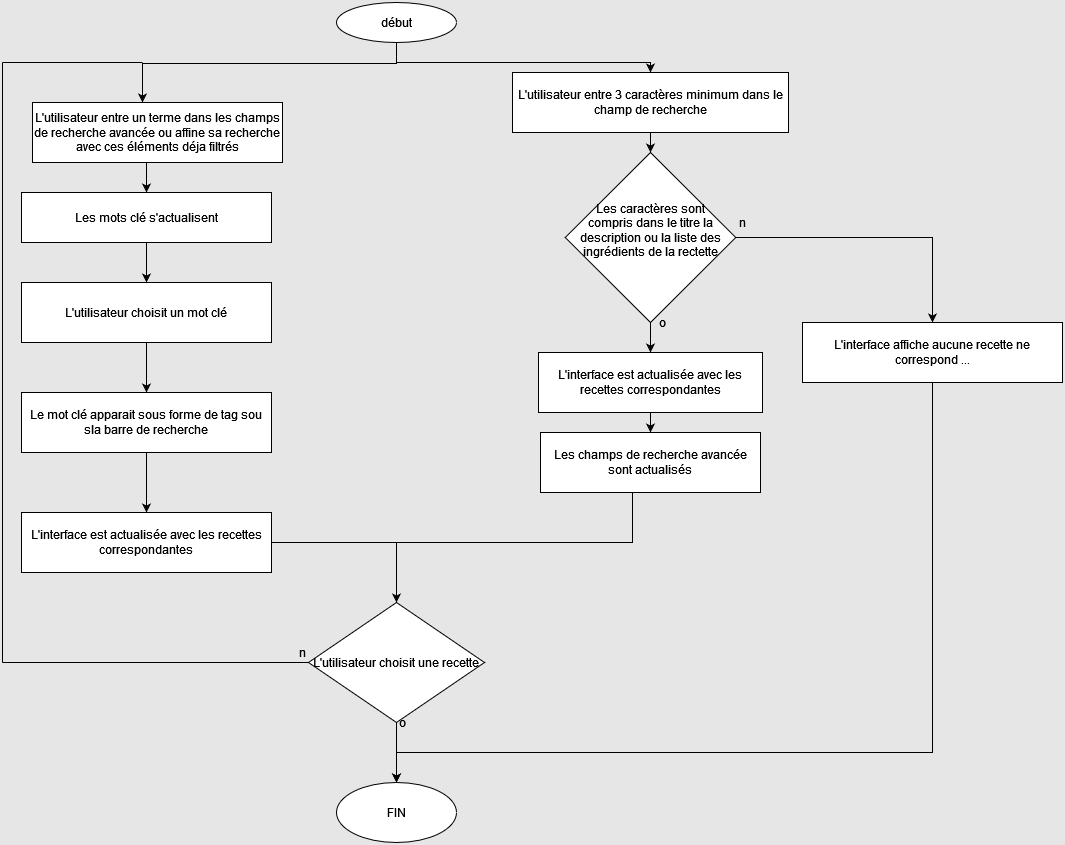 début
L'utilisateur entre un terme dans les champs
de recherche avancée ou affine sa recherche
avec ces éléments déja filtrés
Les mots clé s'actualisent
L'utilisateur choisit un mot clé
Le mot clé apparait sous forme de tag sou
sla barre de recherche
L'interface est actualisée avec les recettes
correspondantes
L'utilisateur entre 3 caractères minimum dans le
champ de recherche
Les caractères sont
compris dans le titre la
description ou la liste des
ingrédients de la rectette
n
o
L'interface affiche aucune recette ne
correspond ...
L'interface est actualisée avec les
recettes correspondantes
Les champs de recherche avancée
sont actualisés
n
L'utilisateur choisit une recette
o
FIN